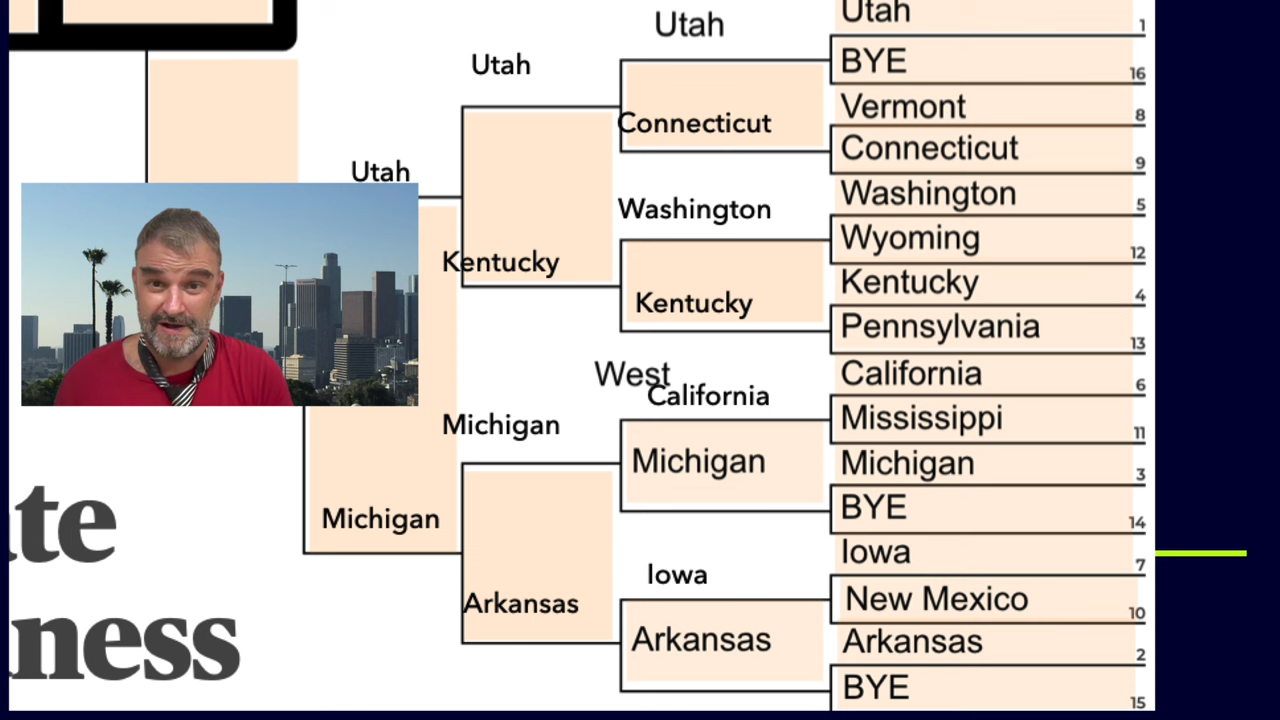 Utah
1
BYE
16
Vermont
8
Connecticut
9
Washington
5
Wyoming
12
Kentucky
4
Pennsylvania
13
California
6
Mississippi
11
Michigan
3
BYE
14
Iowa
7
New Mexico
10
Arkansas
2
BYE
15
Utah
Connecticut
Washington
Kentucky
West
California
Michigan
Iowa
Arkansas
Utah
Kentucky
Michigan
Arkansas
Utah
Michigan
te
ness